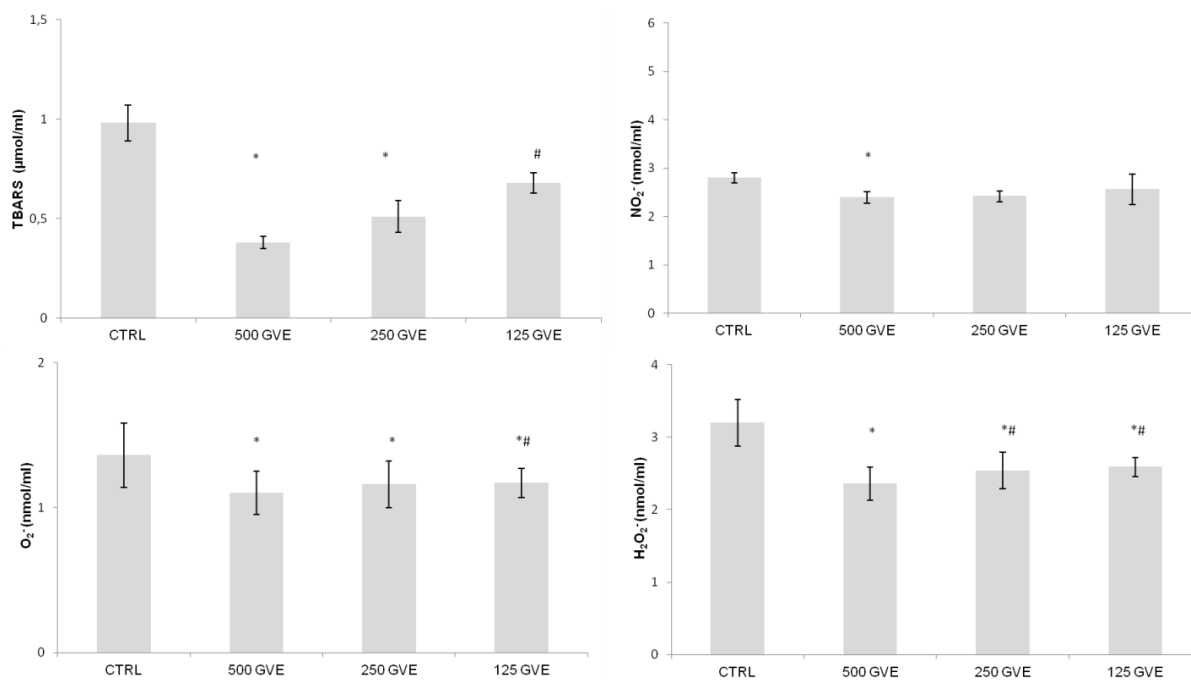 1,5
1
0,5
0
TBARS (µmol/ml)
*
*
#
CTRL
500 GVE
250 GVE
125 GVE
6
5
4
3
2
1
0
NO₂⁻ (nmol/ml)
*
CTRL
500 GVE
250 GVE
125 GVE
2
1
0
O₂⁻ (nmol/ml)
*
*
*#
CTRL
500 GVE
250 GVE
125 GVE
4
3
2
1
0
H₂O₂⁻ (nmol/ml)
*
*#
*#
CTRL
500 GVE
250 GVE
125 GVE